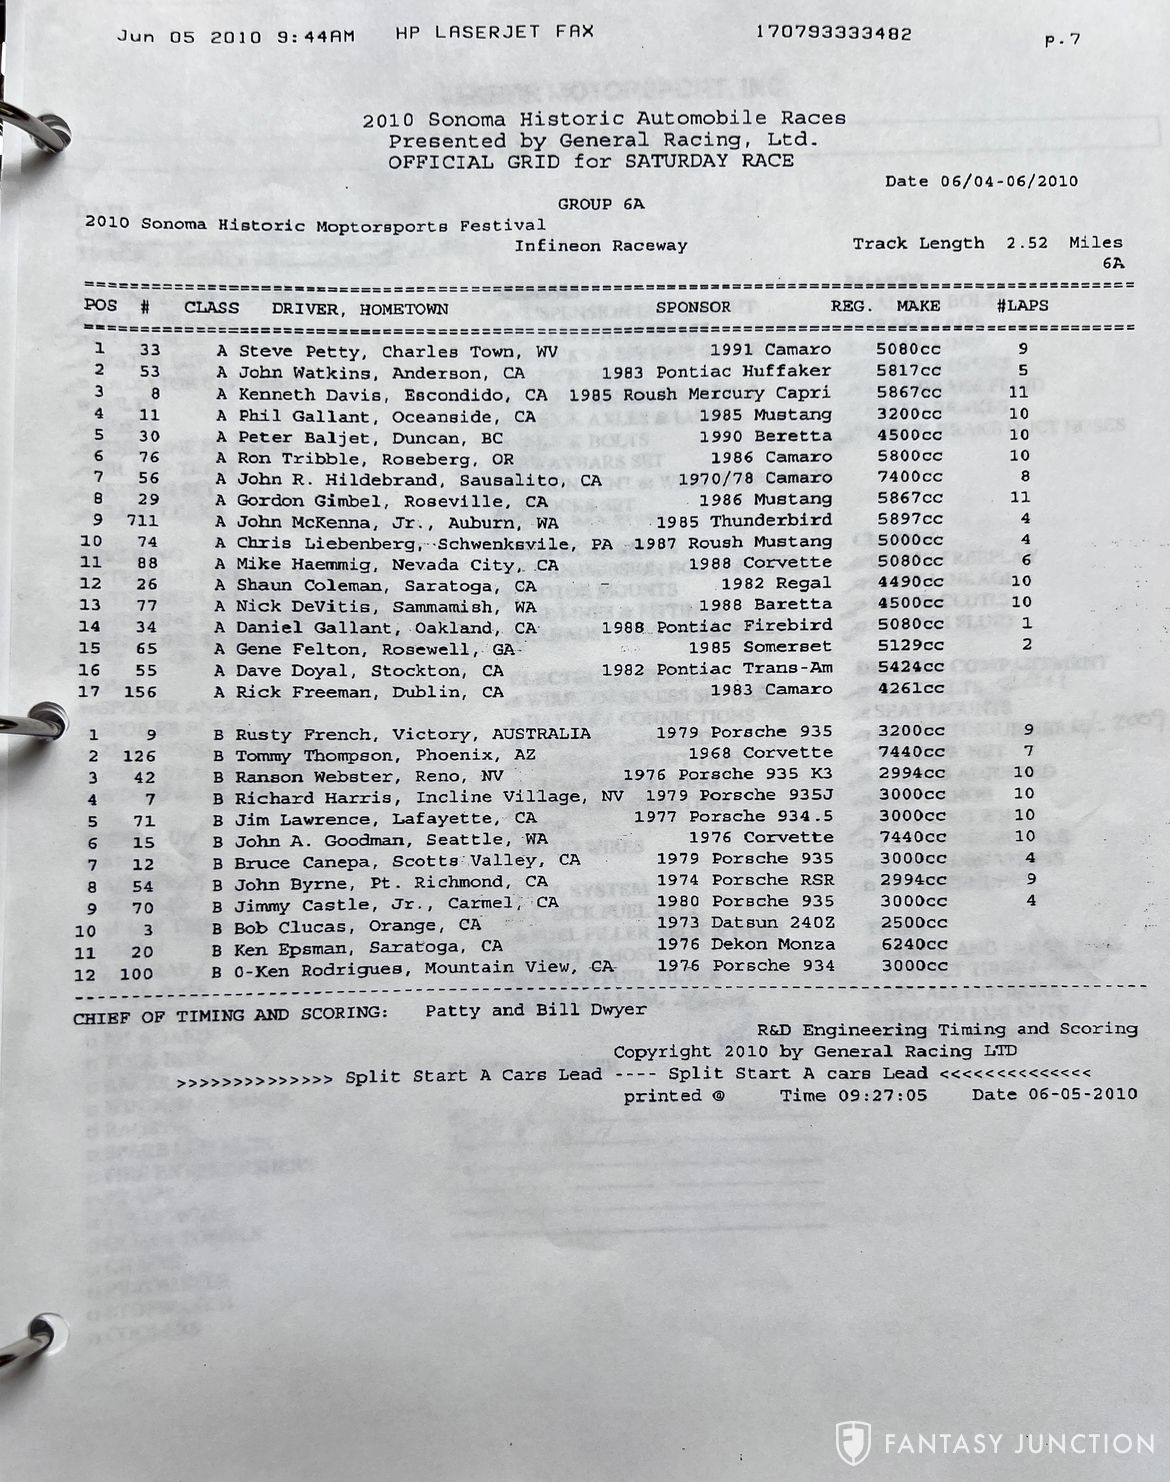 Jun 05 2010 9:44AM HP LASERJET FAX 170793333482 p.7
2010 Sonoma Historic Automobile Races
Presented by General Racing, Ltd.
OFFICIAL GRID for SATURDAY RACE
Date 06/04-06/2010
GROUP 6A
2010 Sonoma Historic Moptorsports Festival
Infineon Raceway Track Length 2.52 Miles
6A
POS # CLASS DRIVER, HOMETOWN SPONSOR REG. MAKE #LAPS
1 33 A Steve Petty, Charles Town, WV 1991 Camaro 5080cc 9
2 53 A John Watkins, Anderson, CA 1983 Pontiac Huffaker 5817cc 5
3 8 A Kenneth Davis, Escondido, CA 1985 Roush Mercury Capri 5867cc 11
4 11 A Phil Gallant, Oceanside, CA 1985 Mustang 3200cc 10
5 30 A Peter Baljet, Duncan, BC 1990 Beretta 4500cc 10
6 76 A Ron Tribble, Roseberg, OR 1986 Camaro 5800cc 10
7 56 A John R. Hildebrand, Sausalito, CA 1970/78 Camaro 7400cc 8
8 29 A Gordon Gimbel, Roseville, CA 1986 Mustang 5867cc 11
9 711 A John McKenna, Jr., Auburn, WA 1985 Thunderbird 5897cc 4
10 74 A Chris Liebenberg, Schwenksvile, PA 1987 Roush Mustang 5000cc 4
11 88 A Mike Haemmig, Nevada City, CA 1988 Corvette 5080cc 6
12 26 A Shaun Coleman, Saratoga, CA 1982 Regal 4490cc 10
13 77 A Nick DeVitis, Sammamish, WA 1988 Baretta 4500cc 10
14 34 A Daniel Gallant, Oakland, CA 1988 Pontiac Firebird 5080cc 1
15 65 A Gene Felton, Rosewell, GA 1985 Somerset 5129cc 2
16 55 A Dave Doyal, Stockton, CA 1982 Pontiac Trans-Am 5424cc
17 156 A Rick Freeman, Dublin, CA 1983 Camaro 4261cc
1 9 B Rusty French, Victory, AUSTRALIA 1979 Porsche 935 3200cc 9
2 126 B Tommy Thompson, Phoenix, AZ 1968 Corvette 7440cc 7
3 42 B Ranson Webster, Reno, NV 1976 Porsche 935 K3 2994cc 10
4 7 B Richard Harris, Incline Village, NV 1979 Porsche 935J 3000cc 10
5 71 B Jim Lawrence, Lafayette, CA 1977 Porsche 934.5 3000cc 10
6 15 B John A. Goodman, Seattle, WA 1976 Corvette 7440cc 10
7 12 B Bruce Canepa, Scotts Valley, CA 1979 Porsche 935 3000cc 4
8 54 B John Byrne, Pt. Richmond, CA 1974 Porsche RSR 2994cc 9
9 70 B Jimmy Castle, Jr., Carmel, CA 1980 Porsche 935 3000cc 4
10 3 B Bob Clucas, Orange, CA 1973 Datsun 240Z 2500cc
11 20 B Ken Epsman, Saratoga, CA 1976 Dekon Monza 6240cc
12 100 B 0-Ken Rodrigues, Mountain View, CA 1976 Porsche 934 3000cc
CHIEF OF TIMING AND SCORING: Patty and Bill Dwyer
R&D Engineering Timing and Scoring
Copyright 2010 by General Racing LTD
>>>>>>>>>>>>>> Split Start A Cars Lead ---- Split Start A cars Lead <<<<<<<<<<<<<<
printed @ Time 09:27:05 Date 06-05-2010
FANTASY JUNCTION